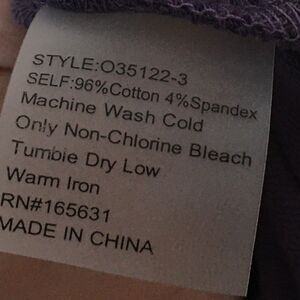 STYLE:O35122-3
SELF:96%Cotton 4%Spandex
Machine Wash Cold
Only Non-Chlorine Bleach
Tumble Dry Low
Warm Iron
RN#165631
MADE IN CHINA